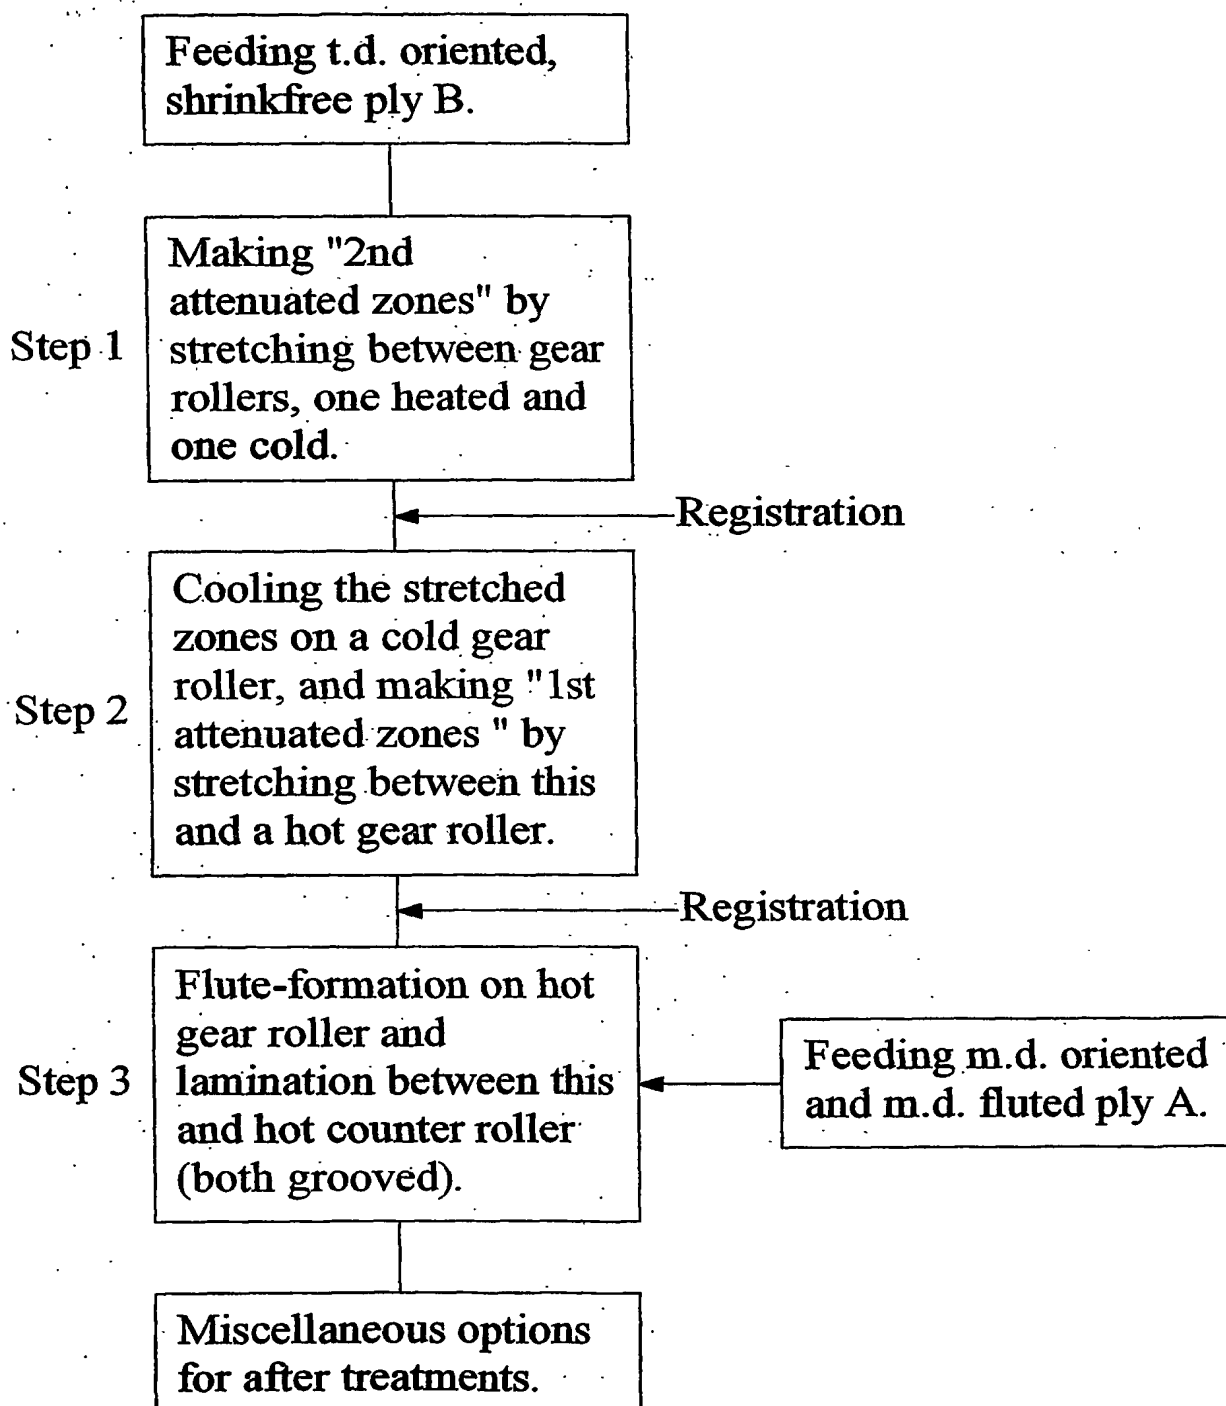 Feeding t.d. oriented,
shrinkfree ply B.
Step 1
Making "2nd
attenuated zones" by
stretching between gear
rollers, one heated and
one cold.
Registration
Step 2
Cooling the stretched
zones on a cold gear
roller, and making "1st
attenuated zones " by
stretching between this
and a hot gear roller.
Registration
Step 3
Flute-formation on hot
gear roller and
lamination between this
and hot counter roller
(both grooved).
Feeding m.d. oriented
and m.d. fluted ply A.
Miscellaneous options
for after treatments.